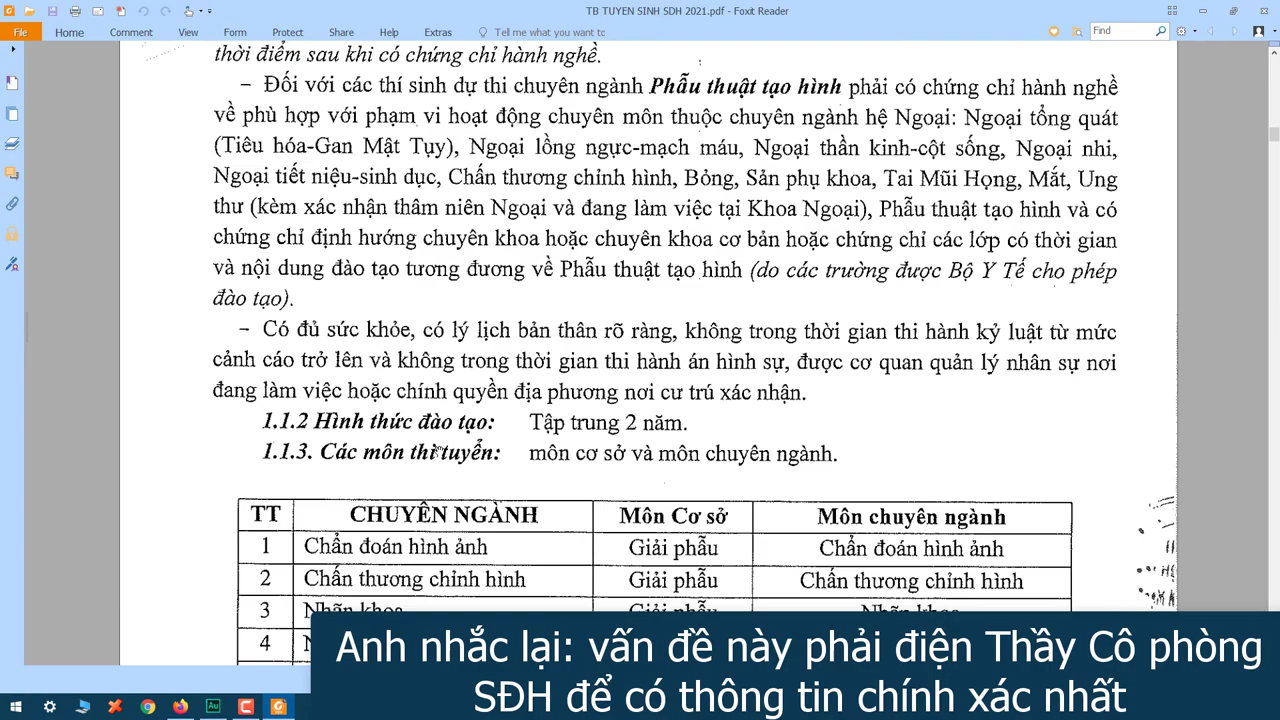 TB TUYEN SINH SDH 2021.pdf - Foxit Reader
File Home Comment View Form Protect Share Help Extras Tell me what you want to do Find
thời điểm sau khi có chứng chỉ hành nghề.
– Đối với các thí sinh dự thi chuyên ngành Phẫu thuật tạo hình phải có chứng chỉ hành nghề
về phù hợp với phạm vi hoạt động chuyên môn thuộc chuyên ngành hệ Ngoại: Ngoại tổng quát
(Tiêu hóa-Gan Mật Tụy), Ngoại lồng ngực-mạch máu, Ngoại thần kinh-cột sống, Ngoại nhi,
Ngoại tiết niệu-sinh dục, Chấn thương chỉnh hình, Bỏng, Sản phụ khoa, Tai Mũi Họng, Mắt, Ung
thư (kèm xác nhận thâm niên Ngoại và đang làm việc tại Khoa Ngoại), Phẫu thuật tạo hình và có
chứng chỉ định hướng chuyên khoa hoặc chuyên khoa cơ bản hoặc chứng chỉ các lớp có thời gian
và nội dung đào tạo tương đương về Phẫu thuật tạo hình (do các trường được Bộ Y Tế cho phép
đào tạo).
– Có đủ sức khỏe, có lý lịch bản thân rõ ràng, không trong thời gian thi hành kỷ luật từ mức
cảnh cáo trở lên và không trong thời gian thi hành án hình sự, được cơ quan quản lý nhân sự nơi
đang làm việc hoặc chính quyền địa phương nơi cư trú xác nhận.
1.1.2 Hình thức đào tạo: Tập trung 2 năm.
1.1.3. Các môn thi tuyển: môn cơ sở và môn chuyên ngành.
TT CHUYÊN NGÀNH Môn Cơ sở Môn chuyên ngành
1 Chẩn đoán hình ảnh Giải phẫu Chẩn đoán hình ảnh
2 Chấn thương chỉnh hình Giải phẫu Chấn thương chỉnh hình
3 Nhãn khoa Giải phẫu Nhãn khoa
4
Anh nhắc lại: vấn đề này phải điện Thầy Cô phòng
SĐH để có thông tin chính xác nhất